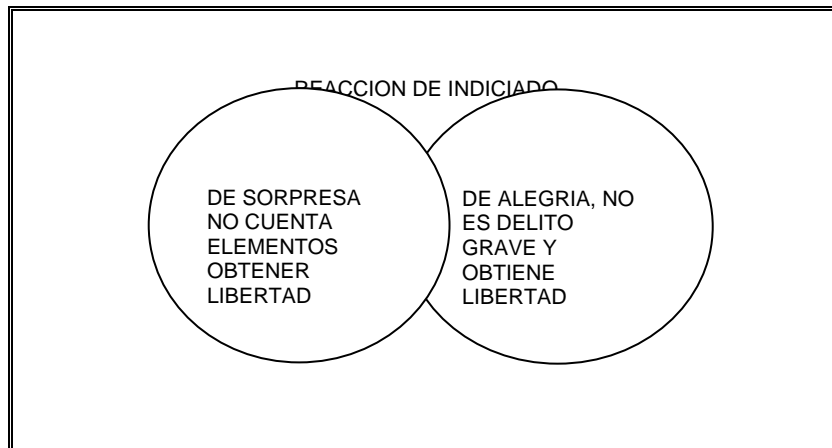 REACCION DE INDICIADO
DE SORPRESA
NO CUENTA
ELEMENTOS
OBTENER
LIBERTAD
DE ALEGRIA, NO
ES DELITO
GRAVE Y
OBTIENE
LIBERTAD